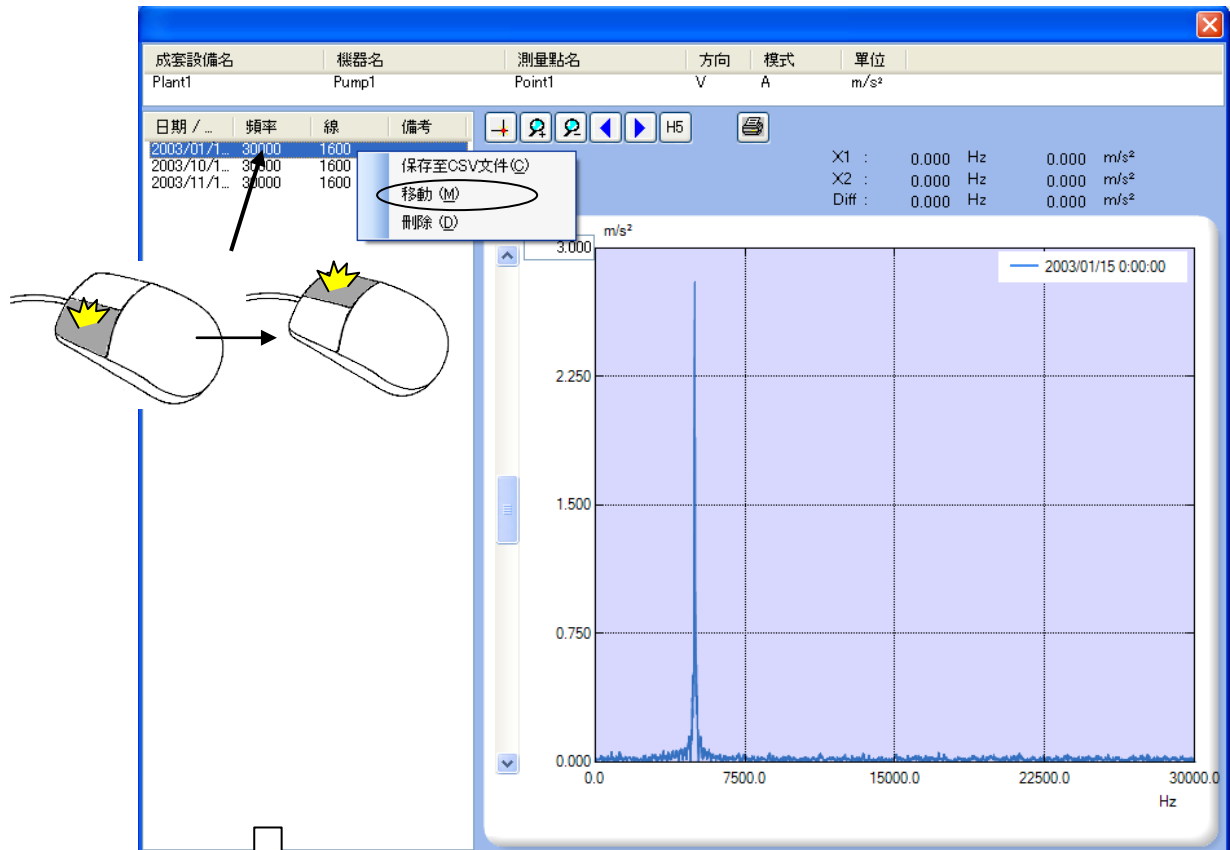 成套設備名 機器名 測量點名 方向 模式 單位
Plant1 Pump1 Point1 V A m/s²
日期 / ... 頻率 線 備考
2003/01/1... 30000 1600
2003/10/1... 30000 1600
2003/11/1... 30000 1600
保存至CSV文件(C)
移動 (M)
刪除 (D)
H5
X1 : 0.000 Hz 0.000 m/s²
X2 : 0.000 Hz 0.000 m/s²
Diff : 0.000 Hz 0.000 m/s²
m/s²
3.000
2003/01/15 0:00:00
2.250
1.500
0.750
0.000
0.0 7500.0 15000.0 22500.0 30000.0
Hz